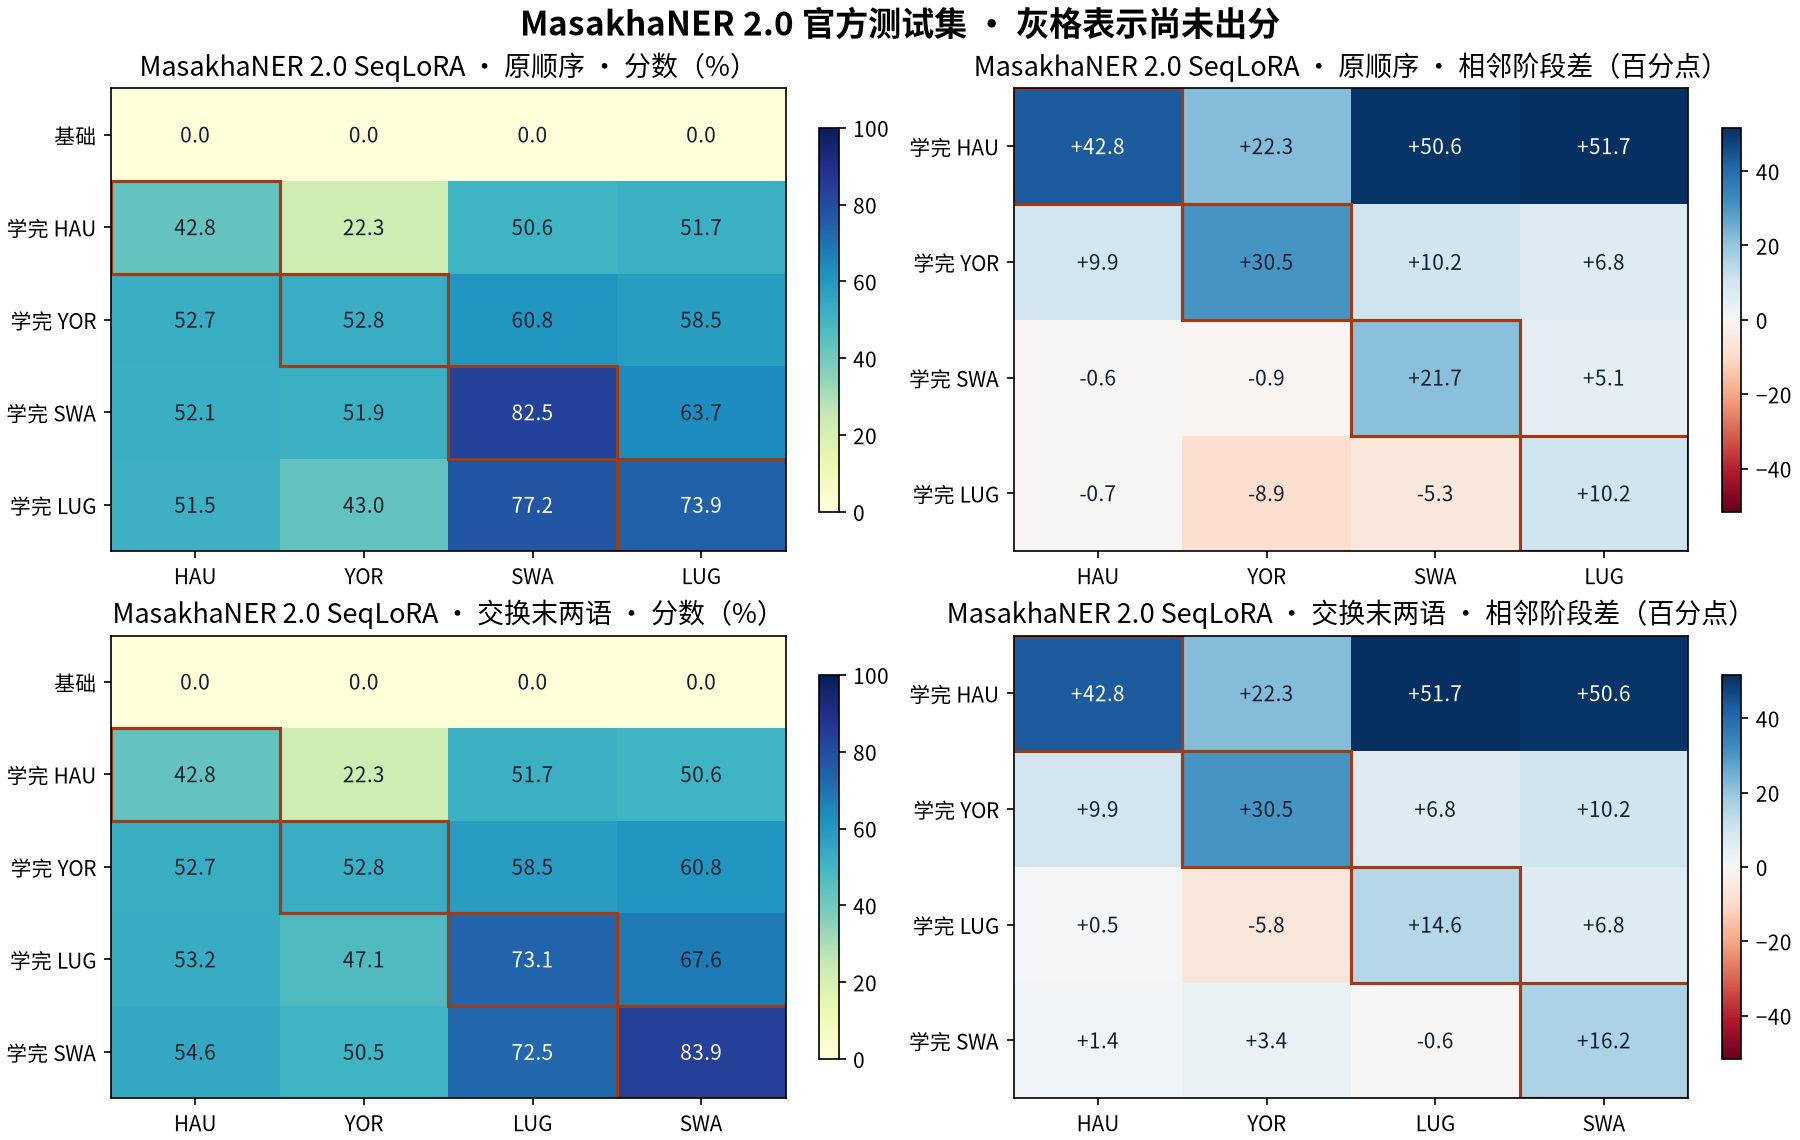 MasakhaNER 2.0 官方测试集 · 灰格表示尚未出分
MasakhaNER 2.0 SeqLoRA · 原顺序 · 分数（%）
基础 0.0 0.0 0.0 0.0
学完 HAU 42.8 22.3 50.6 51.7
学完 YOR 52.7 52.8 60.8 58.5
学完 SWA 52.1 51.9 82.5 63.7
学完 LUG 51.5 43.0 77.2 73.9
HAU YOR SWA LUG
100
80
60
40
20
0
MasakhaNER 2.0 SeqLoRA · 原顺序 · 相邻阶段差（百分点）
学完 HAU +42.8 +22.3 +50.6 +51.7
学完 YOR +9.9 +30.5 +10.2 +6.8
学完 SWA -0.6 -0.9 +21.7 +5.1
学完 LUG -0.7 -8.9 -5.3 +10.2
HAU YOR SWA LUG
40
20
0
−20
−40
MasakhaNER 2.0 SeqLoRA · 交换末两语 · 分数（%）
基础 0.0 0.0 0.0 0.0
学完 HAU 42.8 22.3 51.7 50.6
学完 YOR 52.7 52.8 58.5 60.8
学完 LUG 53.2 47.1 73.1 67.6
学完 SWA 54.6 50.5 72.5 83.9
HAU YOR LUG SWA
100
80
60
40
20
0
MasakhaNER 2.0 SeqLoRA · 交换末两语 · 相邻阶段差（百分点）
学完 HAU +42.8 +22.3 +51.7 +50.6
学完 YOR +9.9 +30.5 +6.8 +10.2
学完 LUG +0.5 -5.8 +14.6 +6.8
学完 SWA +1.4 +3.4 -0.6 +16.2
HAU YOR LUG SWA
40
20
0
−20
−40